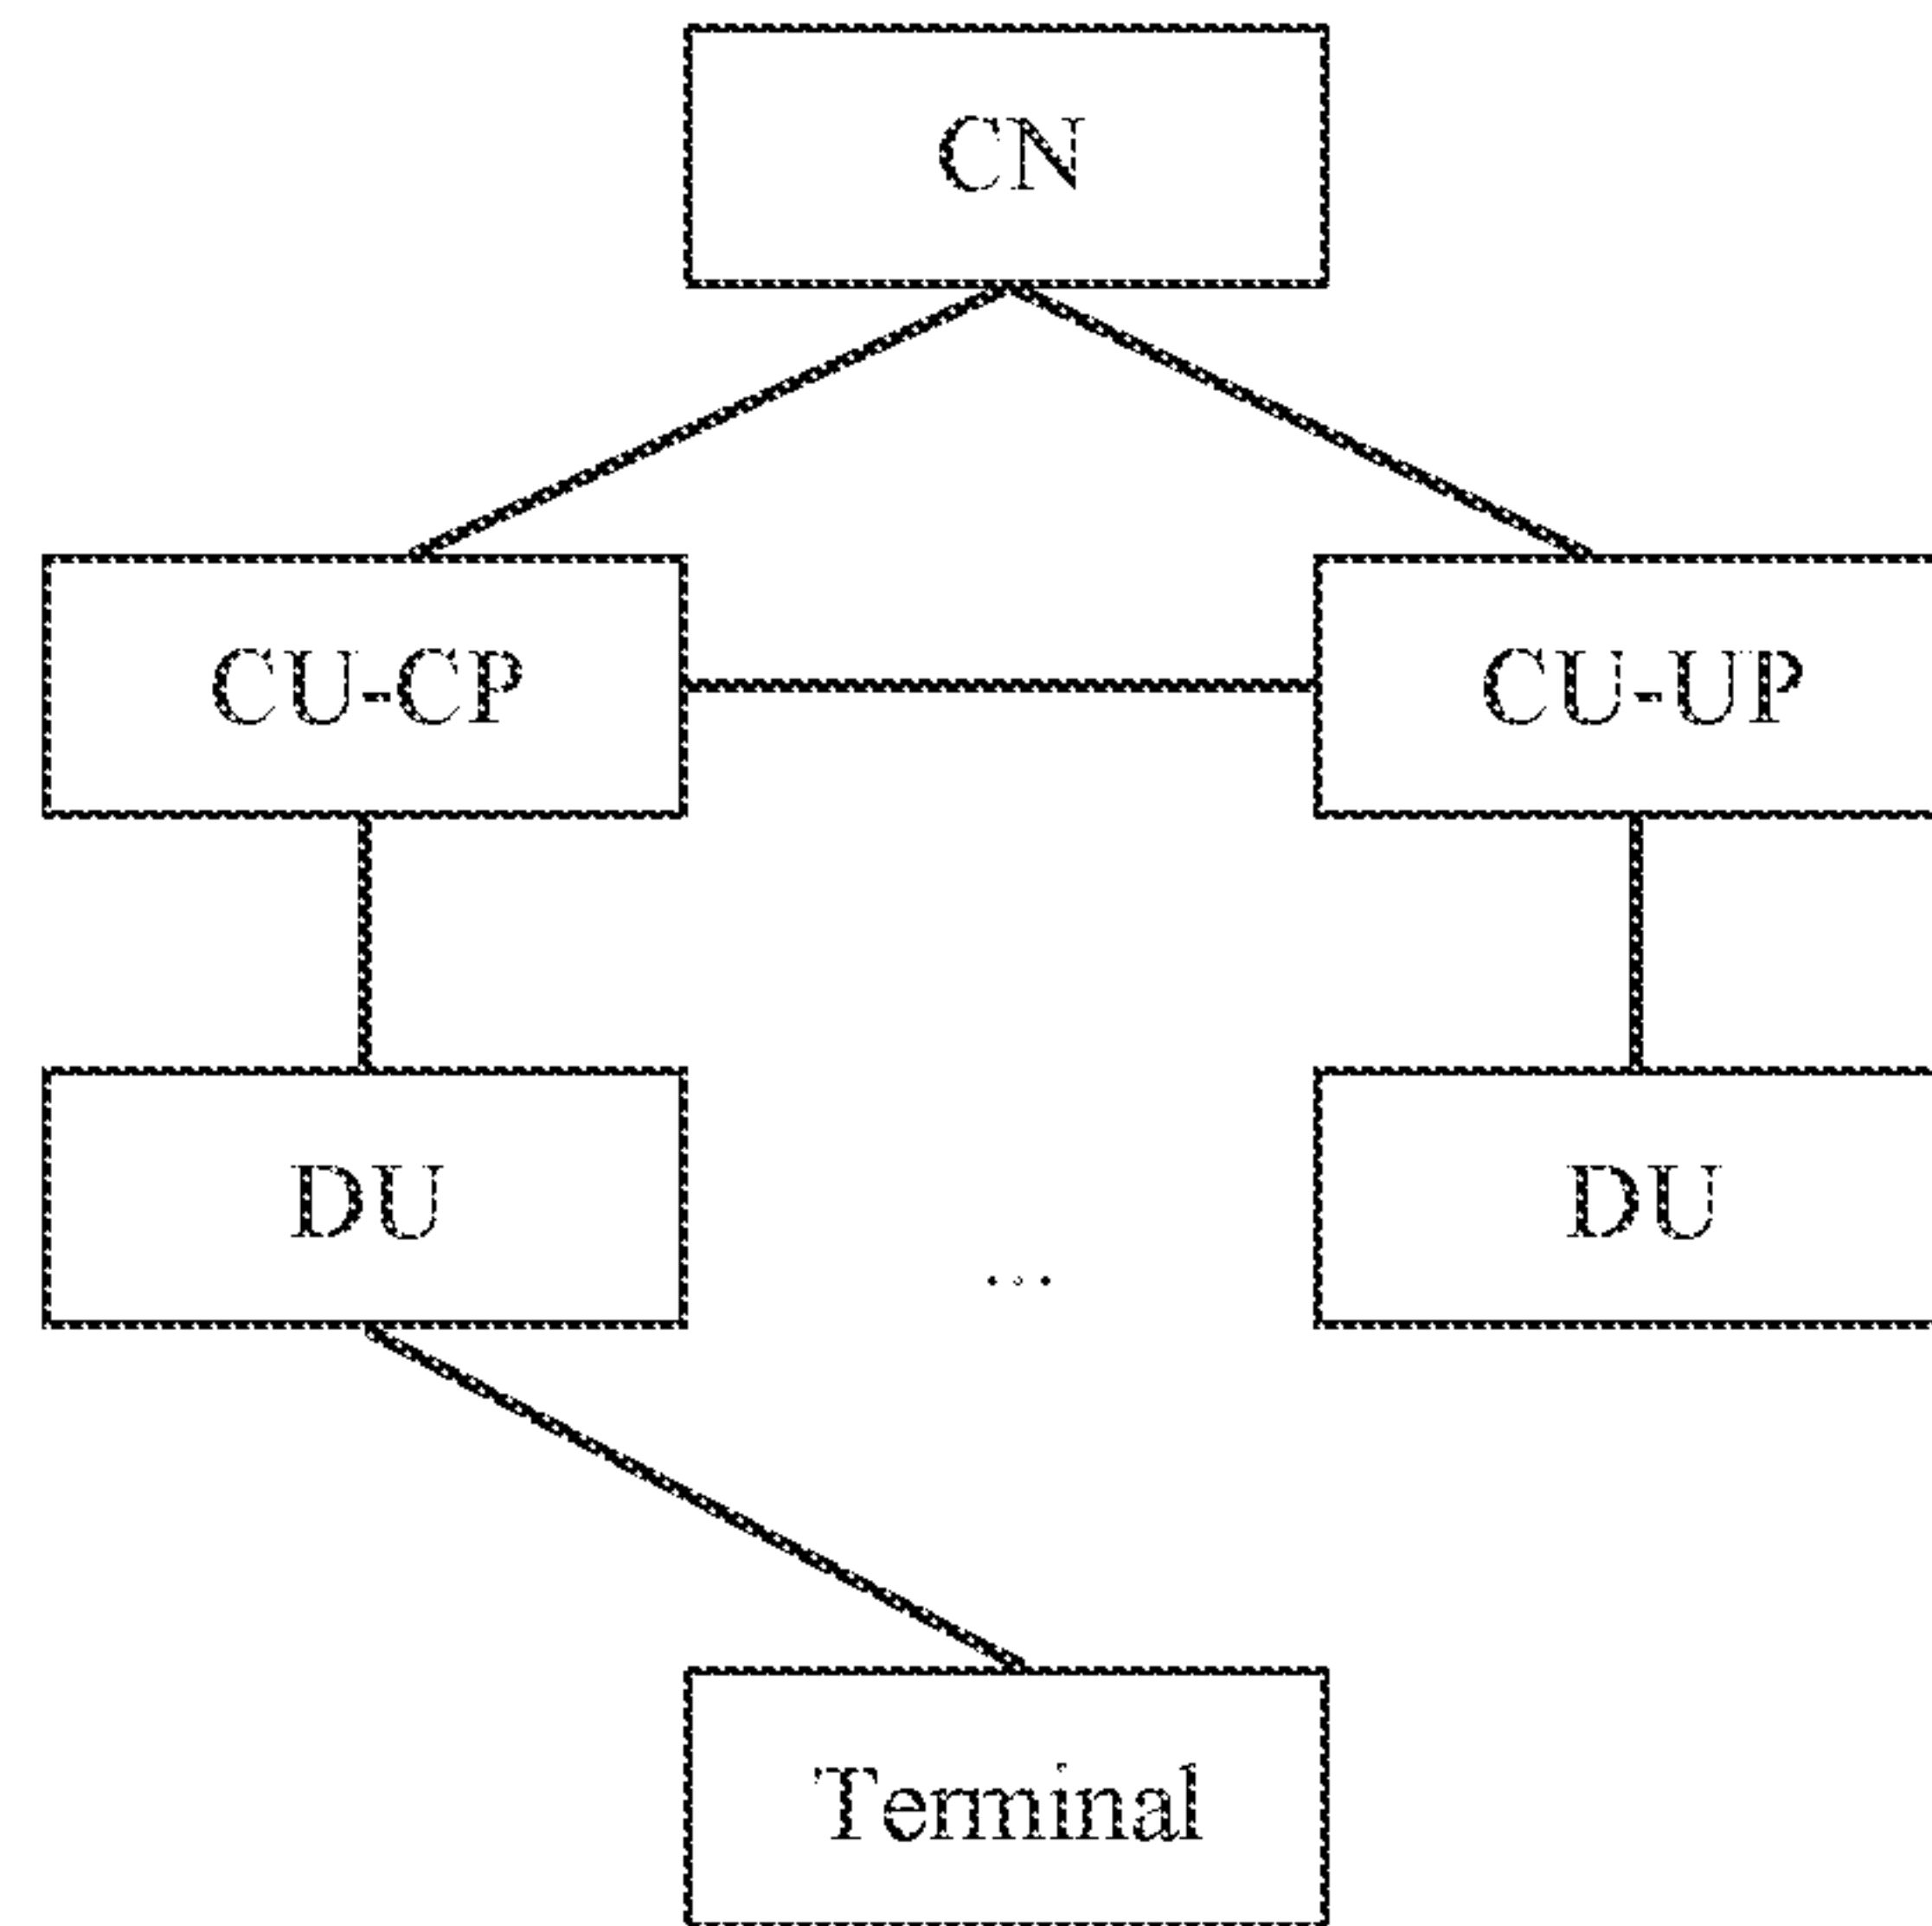 CN
CU-CP
CU-UP
DU
DU
...
Terminal